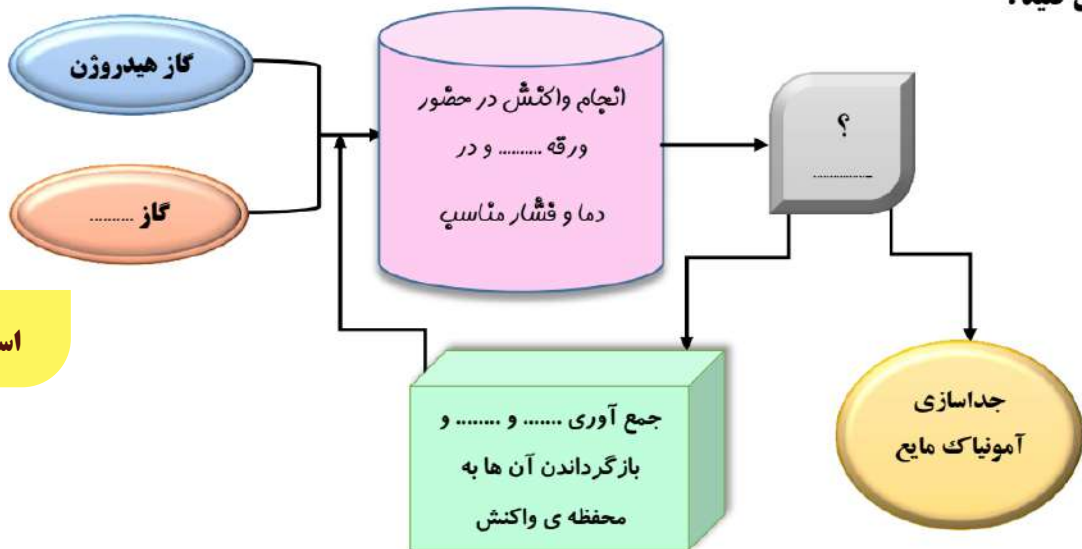 کنید.
گاز هیدروژن
گاز ..........
انجام واکنش در حضور
ورقه .......... و در
دما و فشار مناسب
؟
................
جمع آوری ....... و ........ و
بازگرداندن آن ها به
محفظه ی واکنش
جداسازی
آمونیاک مایع